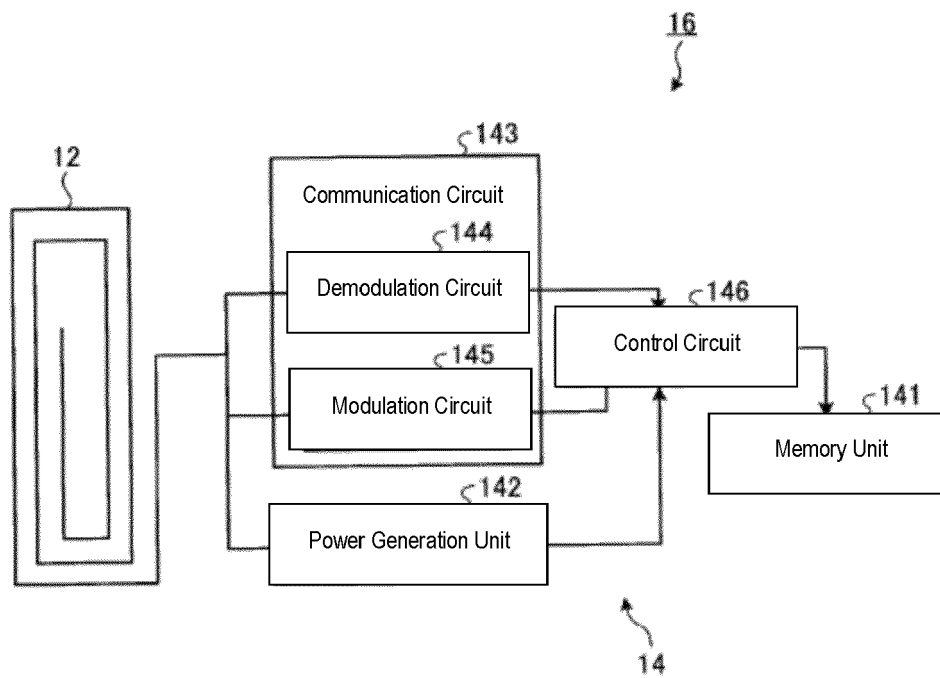 16
143
12
Communication Circuit
144
Demodulation Circuit
146
Control Circuit
145
Modulation Circuit
141
Memory Unit
142
Power Generation Unit
14